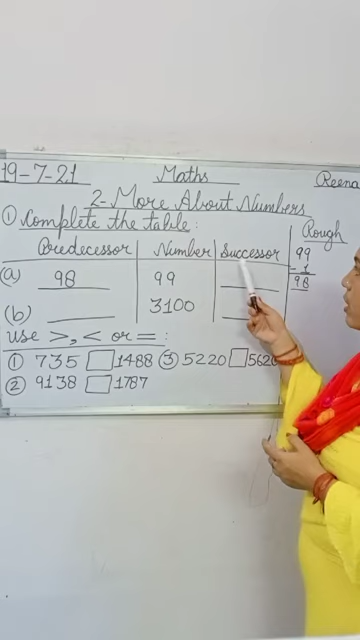 19-7-21 Maths Reena
2- More About Numbers
① Complete the table: Rough
Predecessor Number Successor 99
- 1
(a) 98 99 98
(b) 3100
use >, < or =:
① 735 1488 ③ 5220 5620
② 9138 1787